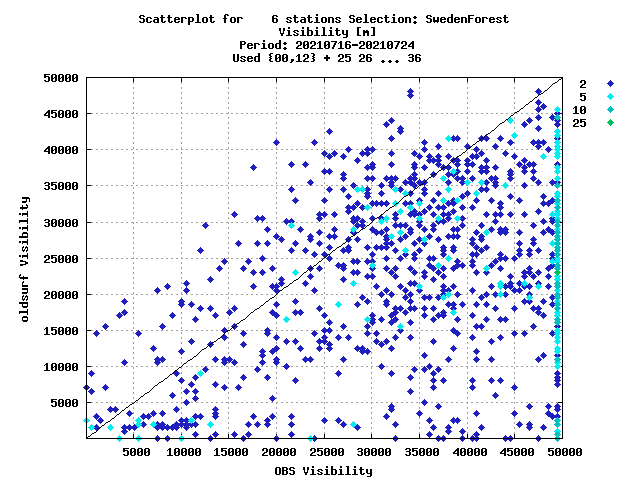 Scatterplot for 6 stations Selection: SwedenForest
Visibility [m]
Period: 20210716-20210724
Used {00,12} + 25 26 ... 36
50000
45000
40000
35000
30000
25000
20000
15000
10000
5000
oldsurf Visibility
2
5
10
25
5000 10000 15000 20000 25000 30000 35000 40000 45000 50000
OBS Visibility